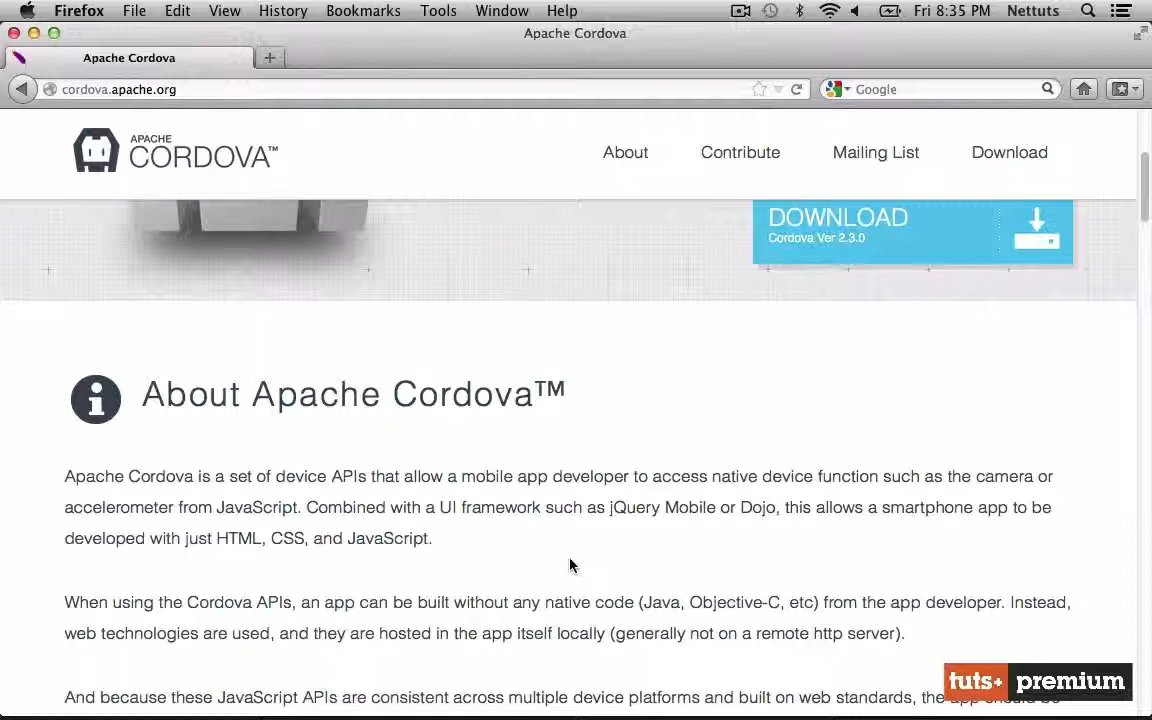 Firefox File Edit View History Bookmarks Tools Window Help Fri 8:35 PM Nettuts
Apache Cordova
Apache Cordova
cordova.apache.org Google
APACHE
CORDOVA™ About Contribute Mailing List Download
DOWNLOAD
Cordova Ver 2.3.0
About Apache Cordova™
Apache Cordova is a set of device APIs that allow a mobile app developer to access native device function such as the camera or
accelerometer from JavaScript. Combined with a UI framework such as jQuery Mobile or Dojo, this allows a smartphone app to be
developed with just HTML, CSS, and JavaScript.
When using the Cordova APIs, an app can be built without any native code (Java, Objective-C, etc) from the app developer. Instead,
web technologies are used, and they are hosted in the app itself locally (generally not on a remote http server).
And because these JavaScript APIs are consistent across multiple device platforms and built on web standards, the app should be
tuts+ premium